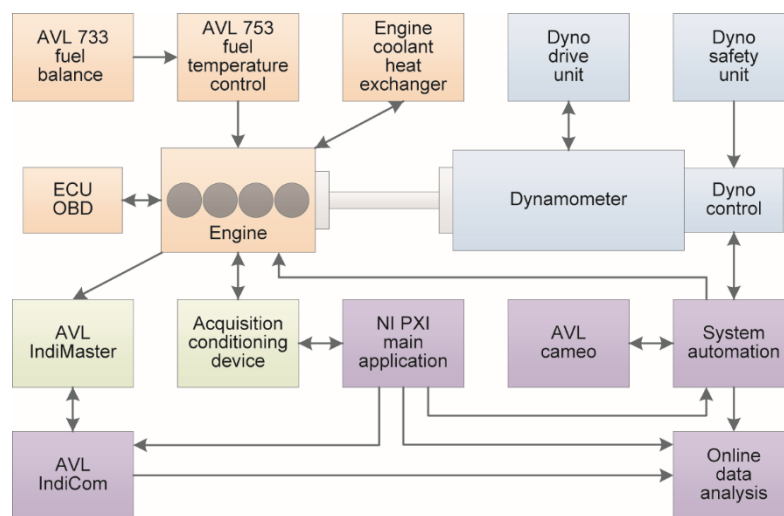 AVL 733
fuel
balance
AVL 753
fuel
temperature
control
Engine
coolant
heat
exchanger
Dyno
drive
unit
Dyno
safety
unit
ECU
OBD
Engine
Dynamometer
Dyno
control
AVL
IndiMaster
Acquisition
conditioning
device
NI PXI
main
application
AVL
cameo
System
automation
AVL
IndiCom
Online
data
analysis